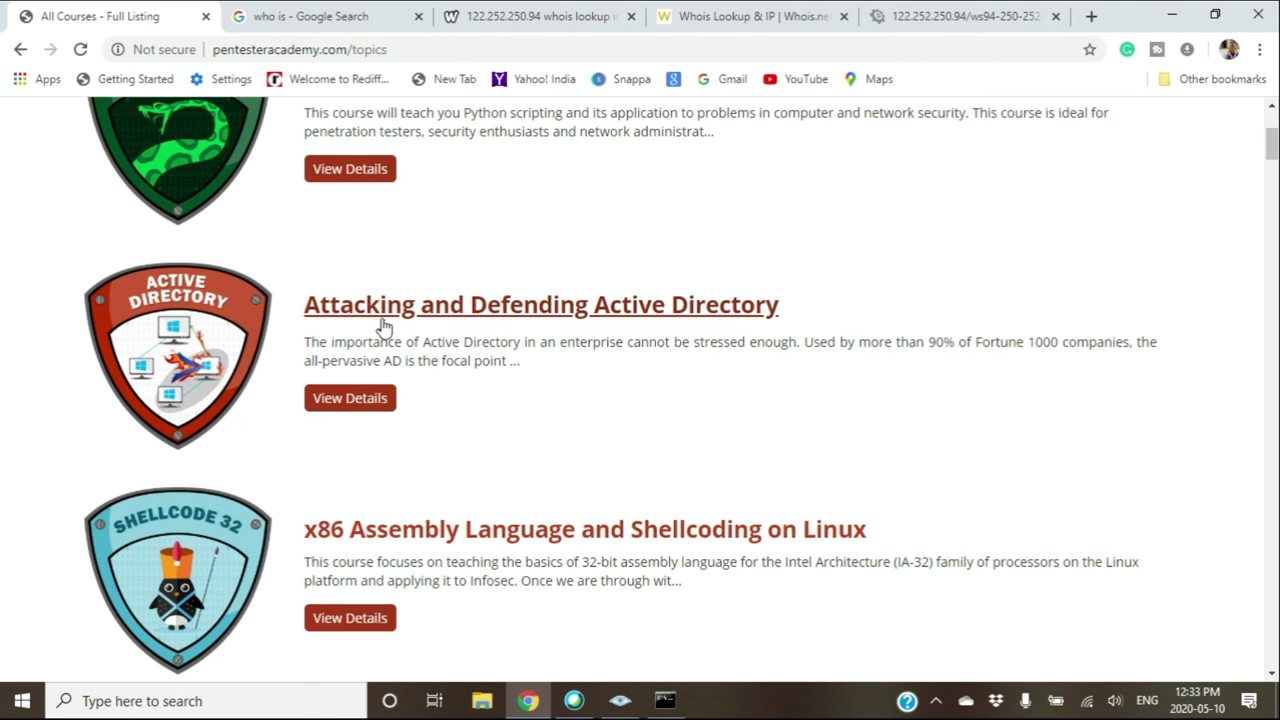 All Courses - Full Listing
who is - Google Search
122.252.250.94 whois lookup i
Whois Lookup & IP | Whois.ne
122.252.250.94/ws94-250-252
Not secure
pentesteracademy.com/topics
Apps
Getting Started
Settings
Welcome to Rediff...
New Tab
Yahoo! India
Snappa
Gmail
YouTube
Maps
Other bookmarks
This course will teach you Python scripting and its application to problems in computer and network security. This course is ideal for
penetration testers, security enthusiasts and network administrat...
View Details
ACTIVE
DIRECTORY
Attacking and Defending Active Directory
The importance of Active Directory in an enterprise cannot be stressed enough. Used by more than 90% of Fortune 1000 companies, the
all-pervasive AD is the focal point ...
View Details
SHELLCODE 32
x86 Assembly Language and Shellcoding on Linux
This course focuses on teaching the basics of 32-bit assembly language for the Intel Architecture (IA-32) family of processors on the Linux
platform and applying it to Infosec. Once we are through wit...
View Details
Type here to search
ENG
12:33 PM
2020-05-10